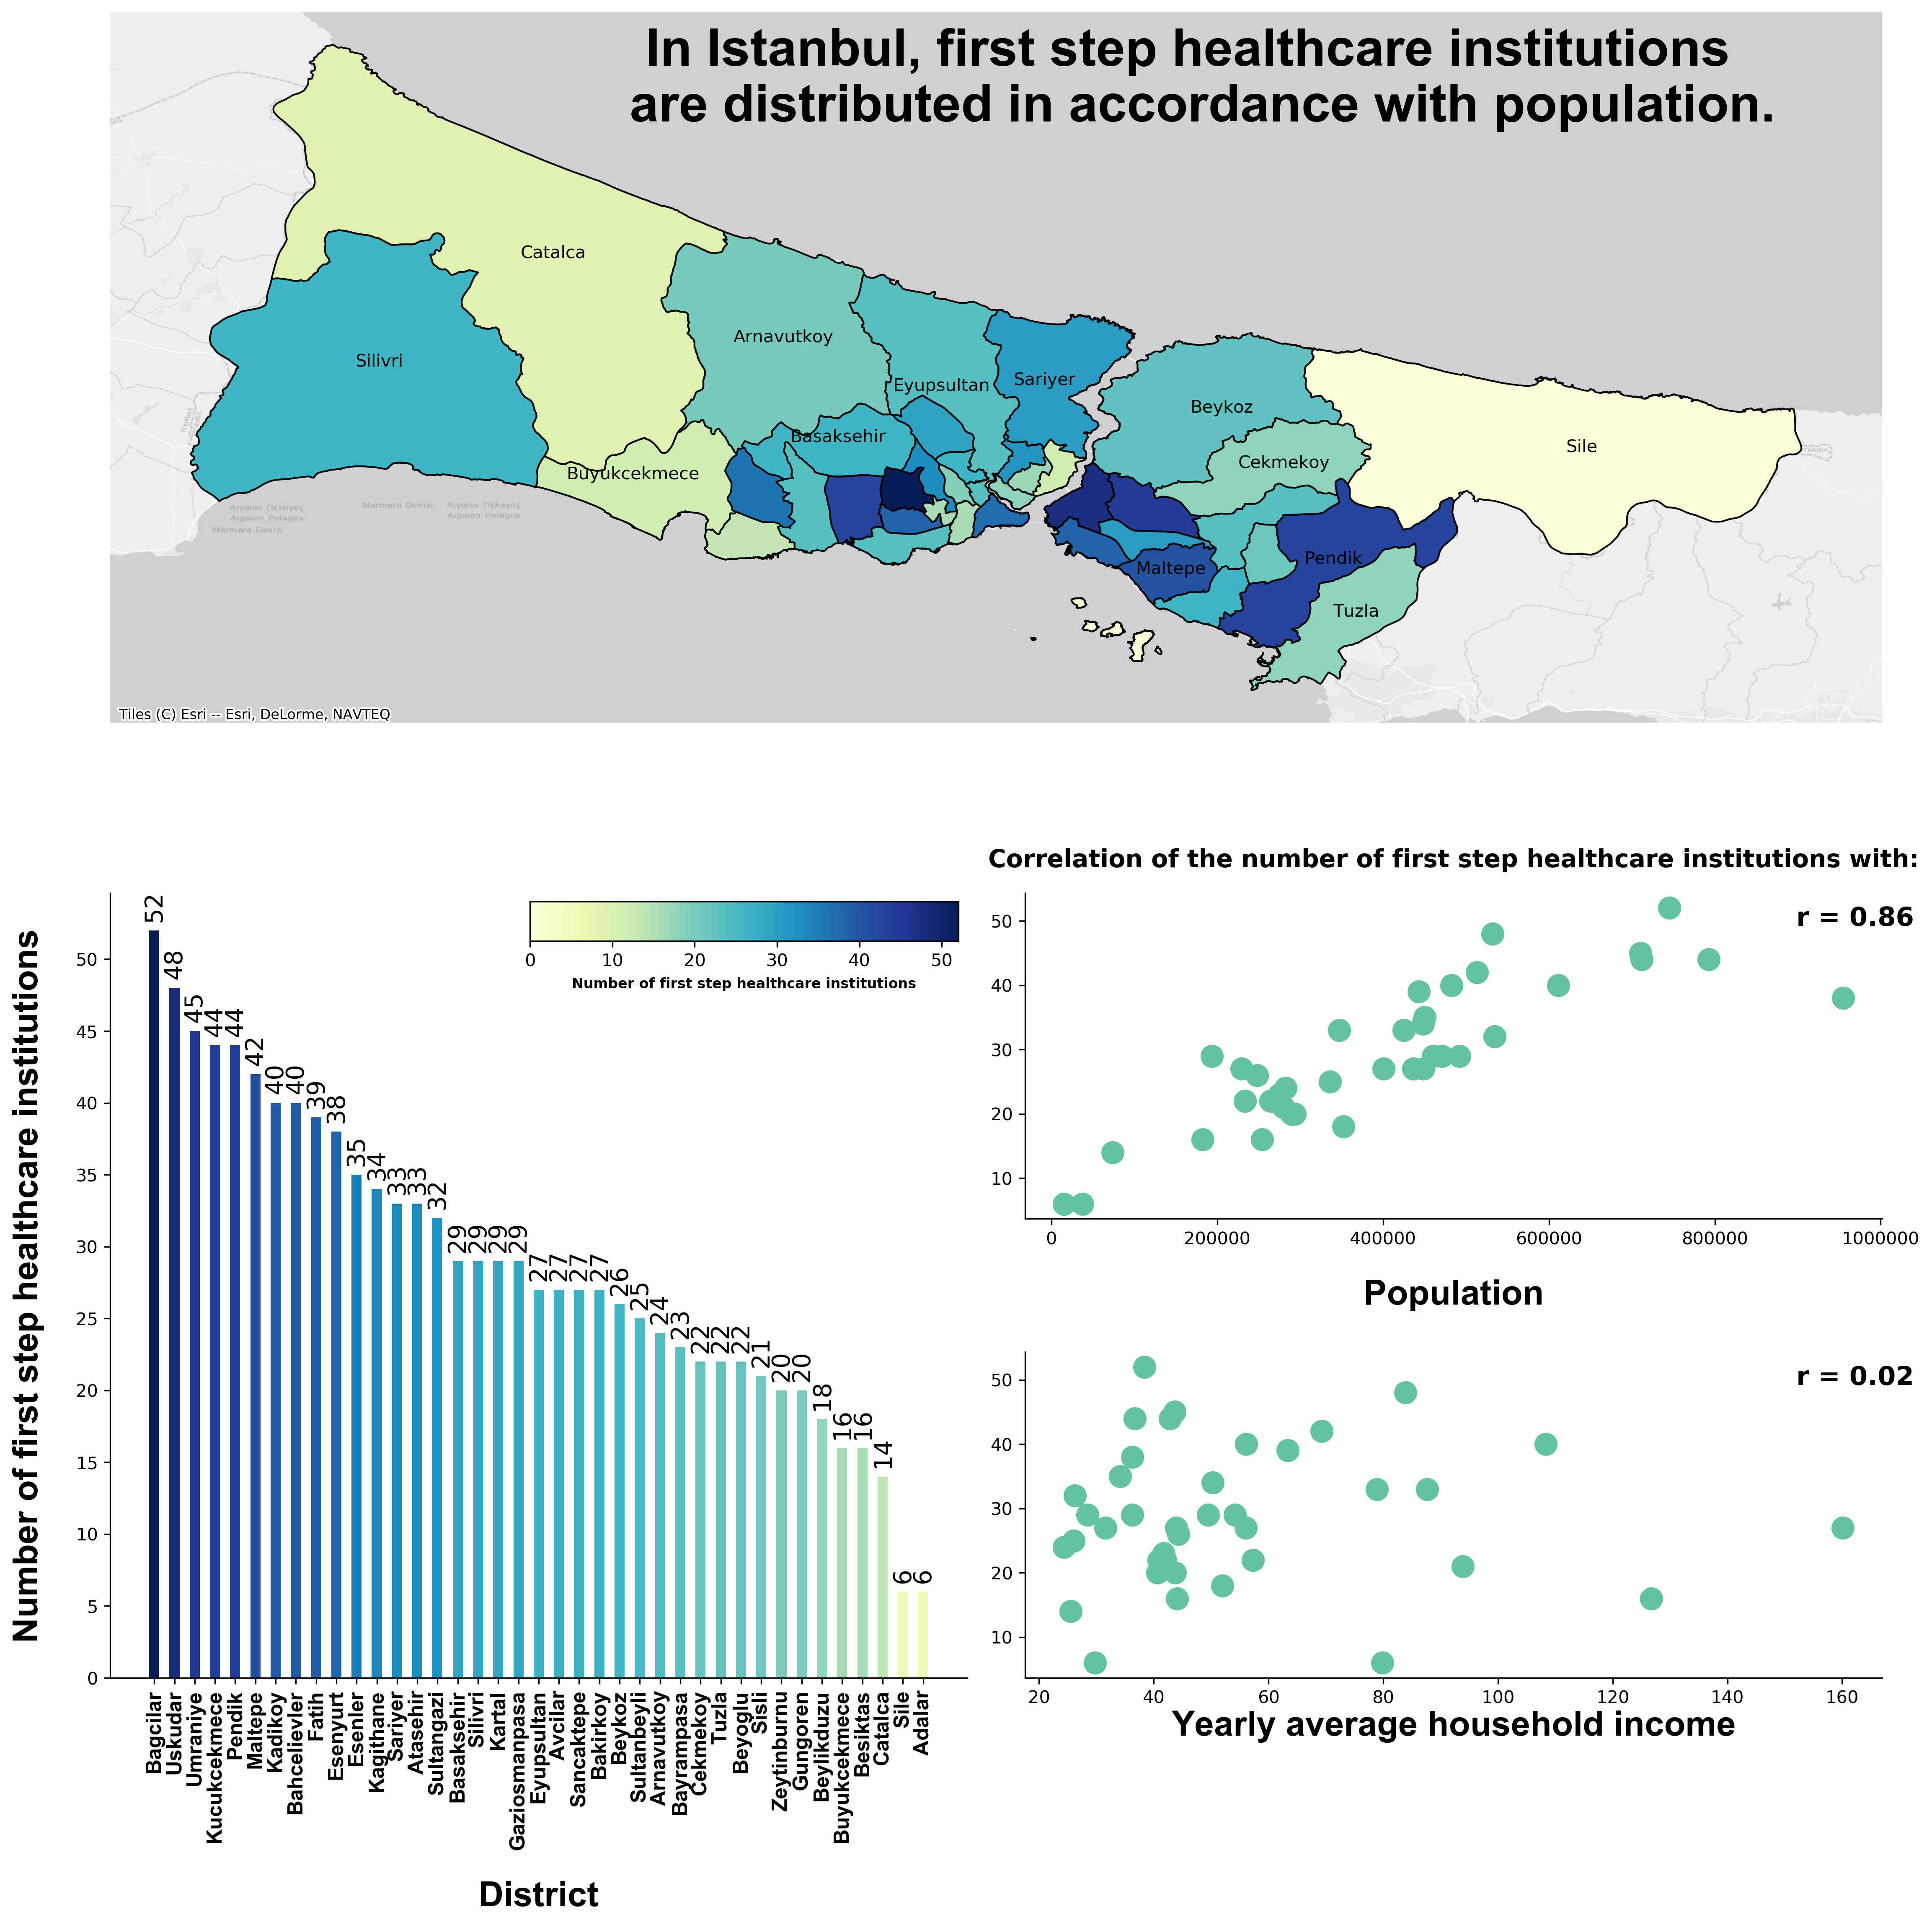 In Istanbul, first step healthcare institutions
are distributed in accordance with population.
Catalca
Silivri
Arnavutkoy
Eyupsultan
Sariyer
Basaksehir
Buyukcekmece
Beykoz
Cekmekoy
Sile
Pendik
Maltepe
Tuzla
Marmara Denizi
Αιγαίον Πέλαγος
Aigaion Pelagos
Marmara Denizi
Αιγαίον Πέλαγος
Aigaion Pelagos
Tiles (C) Esri -- Esri, DeLorme, NAVTEQ
Number of first step healthcare institutions
0
5
10
15
20
25
30
35
40
45
50
52
48
45
44
44
42
40
40
39
38
35
34
33
33
32
29
29
29
29
27
27
27
27
26
25
24
23
22
22
22
21
20
20
18
16
16
14
6
6
Bagcilar
Uskudar
Umraniye
Kucukcekmece
Pendik
Maltepe
Kadikoy
Bahcelievler
Fatih
Esenyurt
Esenler
Kagithane
Sariyer
Atasehir
Sultangazi
Basaksehir
Silivri
Kartal
Gaziosmanpasa
Eyupsultan
Avcilar
Sancaktepe
Bakirkoy
Beykoz
Sultanbeyli
Arnavutkoy
Bayrampasa
Cekmekoy
Tuzla
Beyoglu
Sisli
Zeytinburnu
Gungoren
Beylikduzu
Buyukcekmece
Besiktas
Catalca
Sile
Adalar
District
0 10 20 30 40 50
Number of first step healthcare institutions
Correlation of the number of first step healthcare institutions with:
r = 0.86
50
40
30
20
10
0 200000 400000 600000 800000 1000000
Population
r = 0.02
50
40
30
20
10
20 40 60 80 100 120 140 160
Yearly average household income